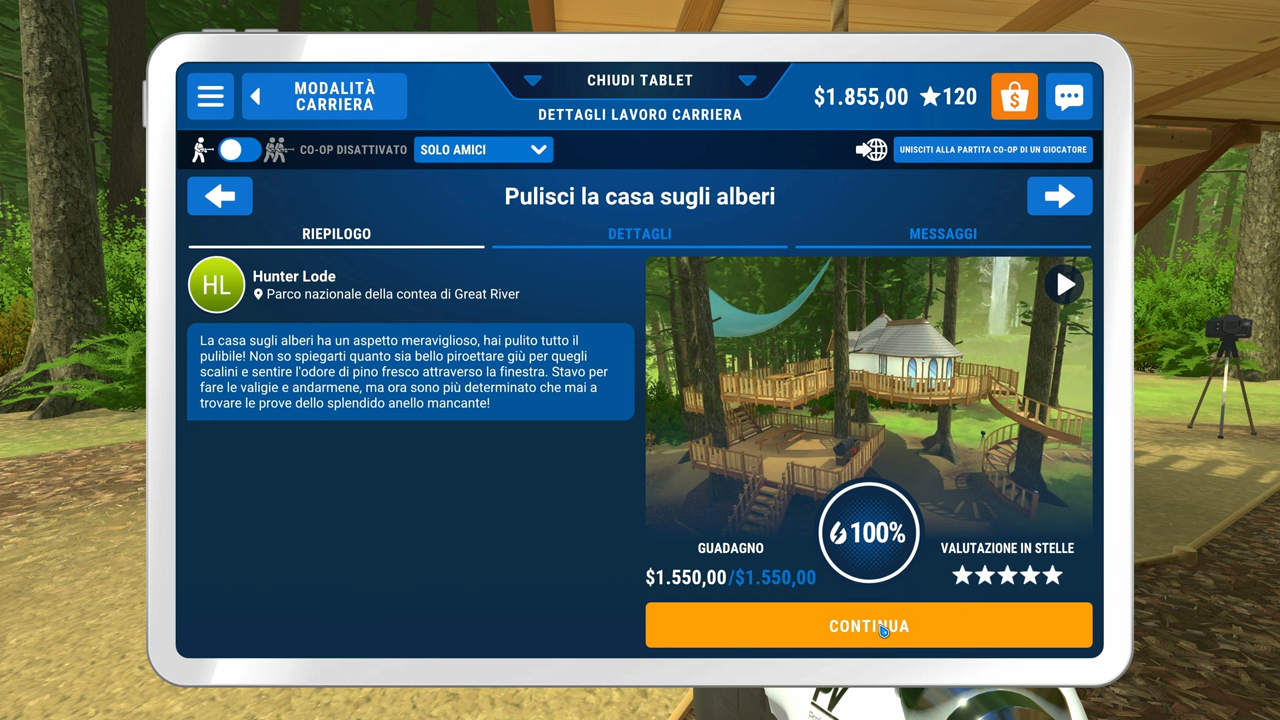 MODALITÀ
CARRIERA
CHIUDI TABLET
DETTAGLI LAVORO CARRIERA
$1.855,00 ★120
CO-OP DISATTIVATO
SOLO AMICI
UNISCITI ALLA PARTITA CO-OP DI UN GIOCATORE
Pulisci la casa sugli alberi
RIEPILOGO
DETTAGLI
MESSAGGI
HL
Hunter Lode
Parco nazionale della contea di Great River
La casa sugli alberi ha un aspetto meraviglioso, hai pulito tutto il
pulibile! Non so spiegarti quanto sia bello piroettare giù per quegli
scalini e sentire l'odore di pino fresco attraverso la finestra. Stavo per
fare le valigie e andarmene, ma ora sono più determinato che mai a
trovare le prove dello splendido anello mancante!
100%
GUADAGNO
$1.550,00/$1.550,00
VALUTAZIONE IN STELLE
CONTINUA